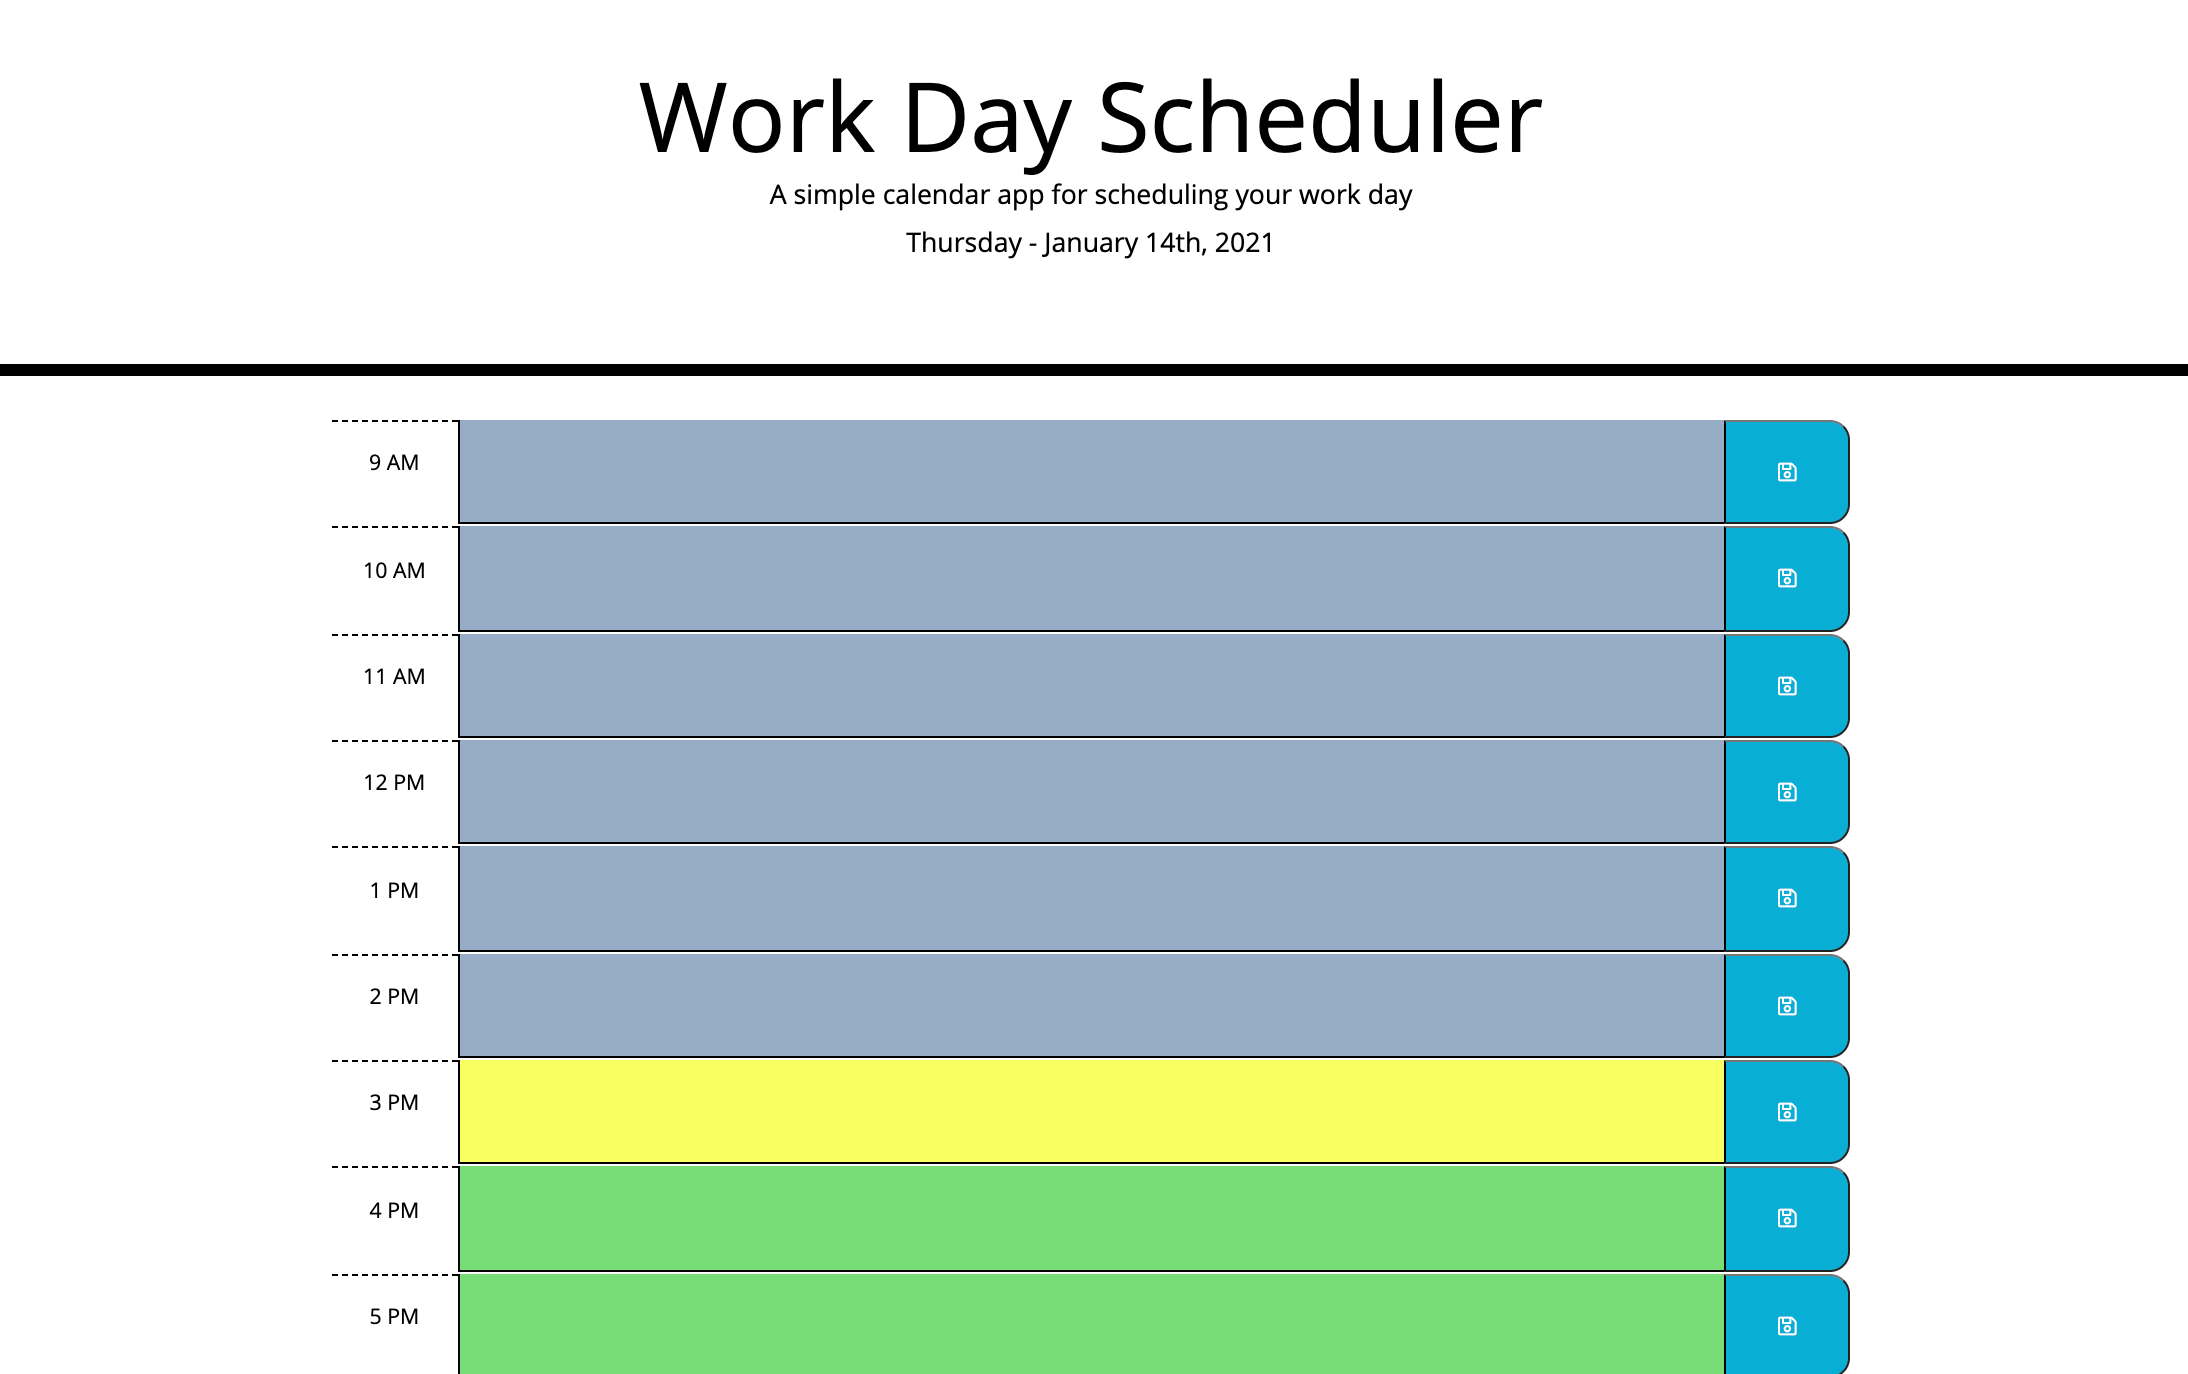 Work Day Scheduler
A simple calendar app for scheduling your work day
Thursday - January 14th, 2021
9 AM
10 AM
11 AM
12 PM
1 PM
2 PM
3 PM
4 PM
5 PM